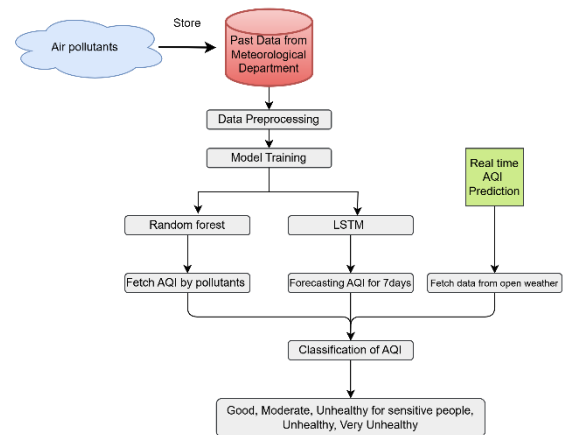 Store
Air pollutants
Past Data from
Meteorological
Department
Data Preprocessing
Model Training
Real time
AQI
Prediction
Random forest
LSTM
Fetch AQI by pollutants
Forecasting AQI for 7days
Fetch data from open weather
Classification of AQI
Good, Moderate, Unhealthy for sensitive people,
Unhealthy, Very Unhealthy